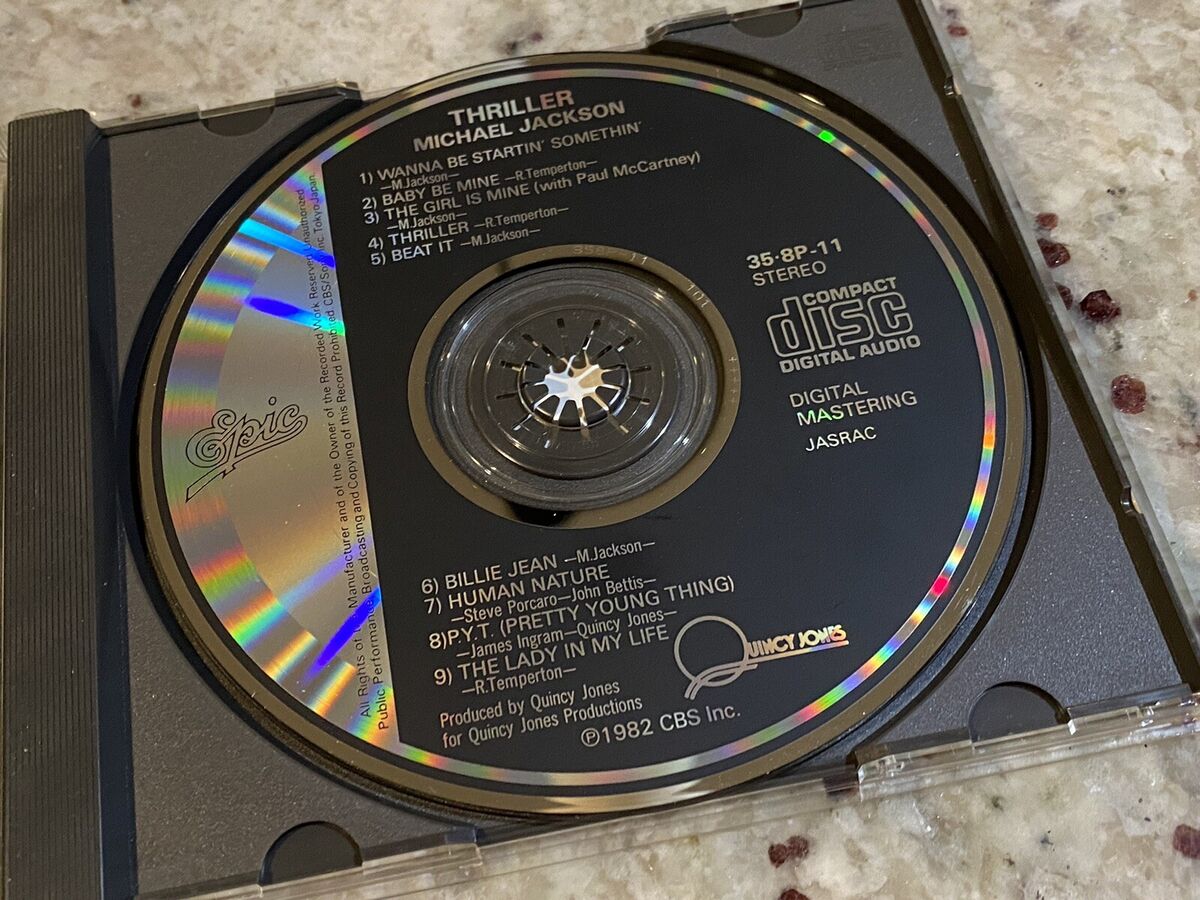 THRILLER
MICHAEL JACKSON
1) WANNA BE STARTIN' SOMETHIN'
—M.Jackson—
2) BABY BE MINE —R.Temperton—
3) THE GIRL IS MINE (with Paul McCartney)
—M.Jackson—
4) THRILLER —R.Temperton—
5) BEAT IT —M.Jackson—
35·8P-11
STEREO
COMPACT
disc
DIGITAL AUDIO
DIGITAL
MASTERING
JASRAC
Epic
All Rights of Manufacturer and of the Owner of the Recorded Work Reserved Unauthorized
Public Performance Broadcasting and Copying of this Record Prohibited CBS/Sony Inc. Tokyo Japan
6) BILLIE JEAN —M.Jackson—
7) HUMAN NATURE
—Steve Porcaro—John Bettis—
8)P.Y.T. (PRETTY YOUNG THING)
—James Ingram—Quincy Jones—
9) THE LADY IN MY LIFE
—R.Temperton—
QUINCY JONES
Produced by Quincy Jones
for Quincy Jones Productions
℗1982 CBS Inc.